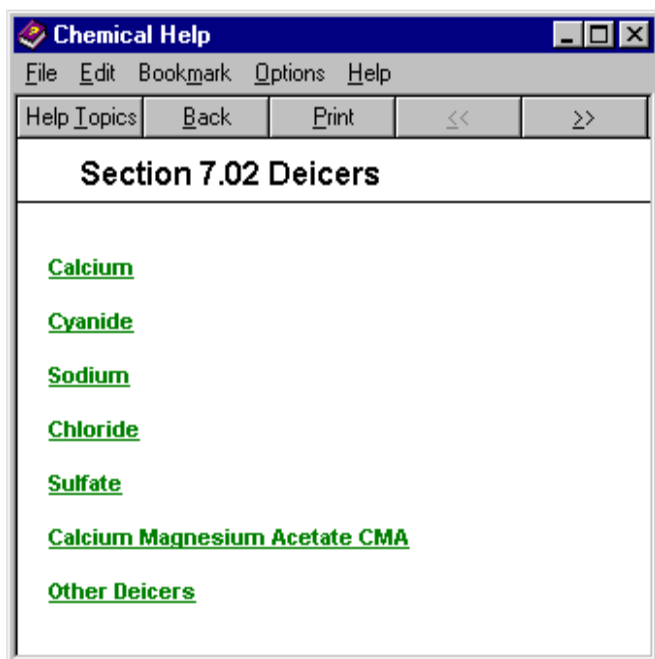 Chemical Help
File Edit Bookmark Options Help
Help Topics Back Print << >>
Section 7.02 Deicers
Calcium
Cyanide
Sodium
Chloride
Sulfate
Calcium Magnesium Acetate CMA
Other Deicers